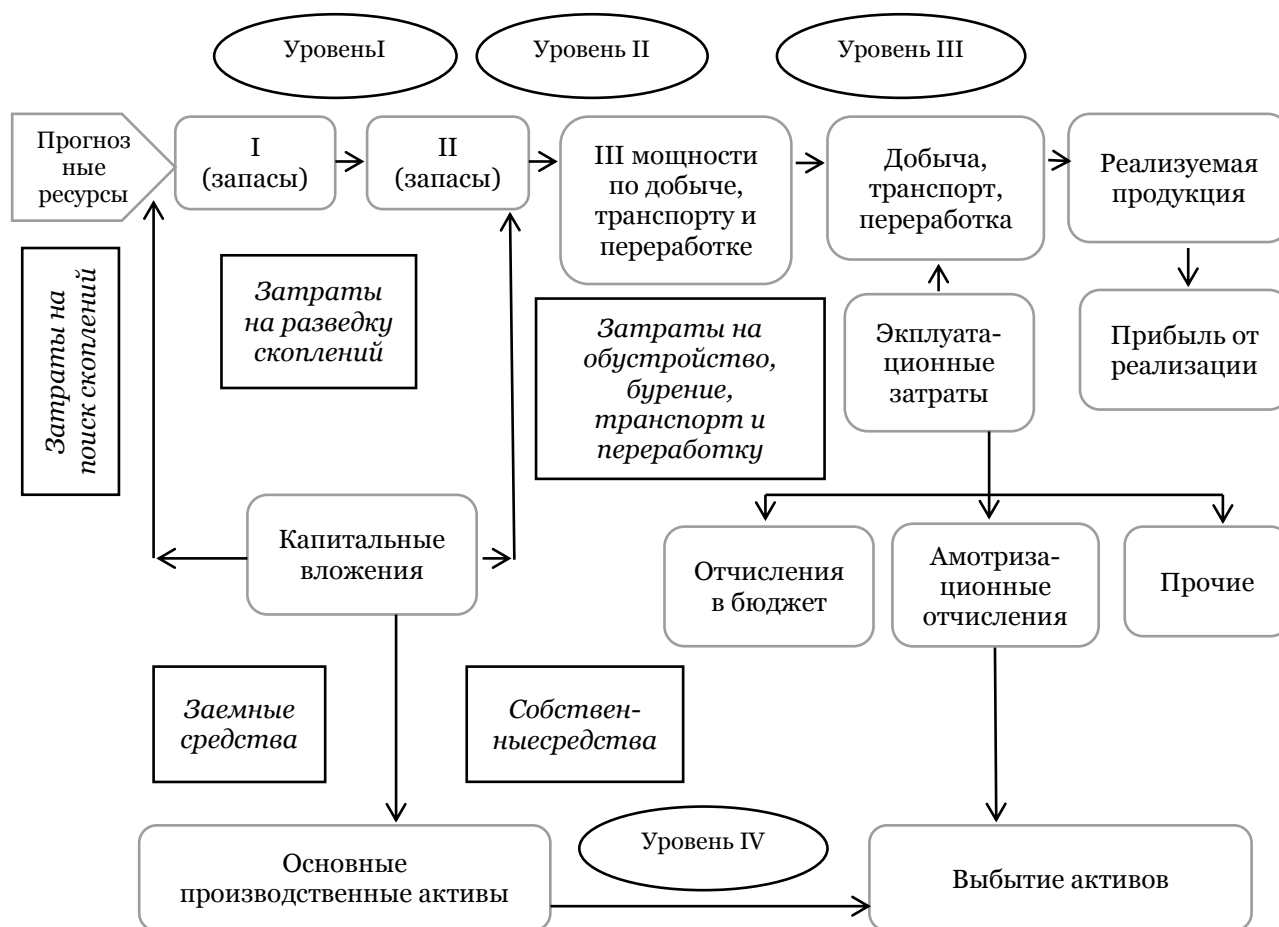 УровеньI
Уровень II
Уровень III
Прогноз
ные
ресурсы
I
(запасы)
II
(запасы)
III мощности
по добыче,
транспорту и
переработке
Добыча,
транспорт,
переработка
Реализуемая
продукция
Затраты на
поиск скоплений
Затраты
на разведку
скоплений
Затраты на
обустройство,
бурение,
транспорт и
переработку
Экплуата-
ционные
затраты
Прибыль от
реализации
Капитальные
вложения
Отчисления
в бюджет
Амотриза-
ционные
отчисления
Прочие
Заемные
средства
Собствен-
ныесредства
Уровень IV
Основные
производственные активы
Выбытие активов